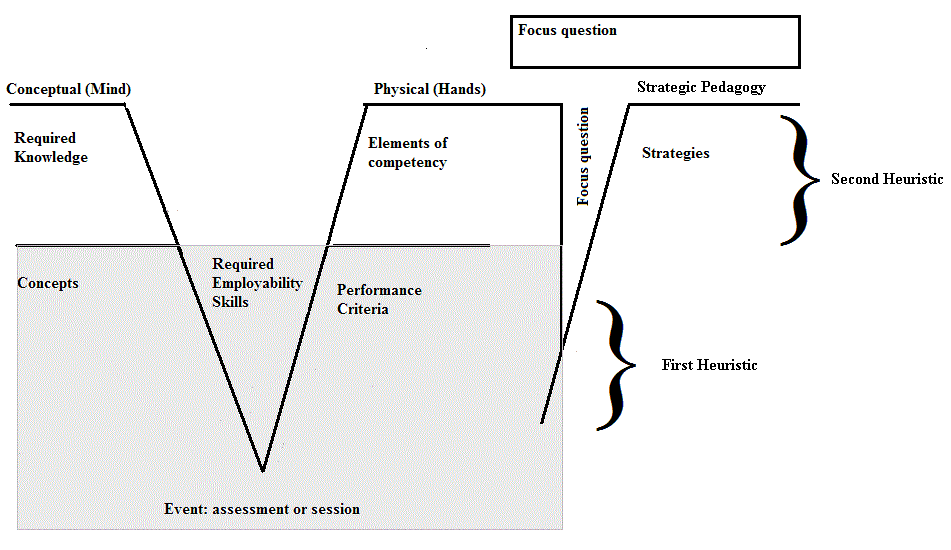 Focus question
Conceptual (Mind)
Physical (Hands)
Strategic Pedagogy
Required
Knowledge
Elements of
competency
Focus question
Strategies
Second Heuristic
Concepts
Required
Employability
Skills
Performance
Criteria
First Heuristic
Event: assessment or session